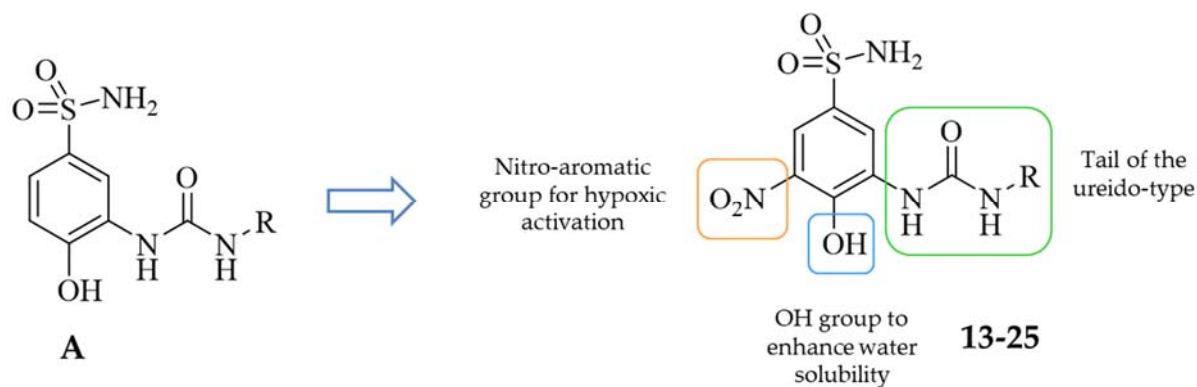 O
O=S-NH₂
O
N
H
N
H
R
OH
A
Nitro-aromatic
group for hypoxic
activation
O
O=S-NH₂
O₂N
OH
O
N
H
N
H
R
Tail of the
ureido-type
OH group to
enhance water
solubility
13-25